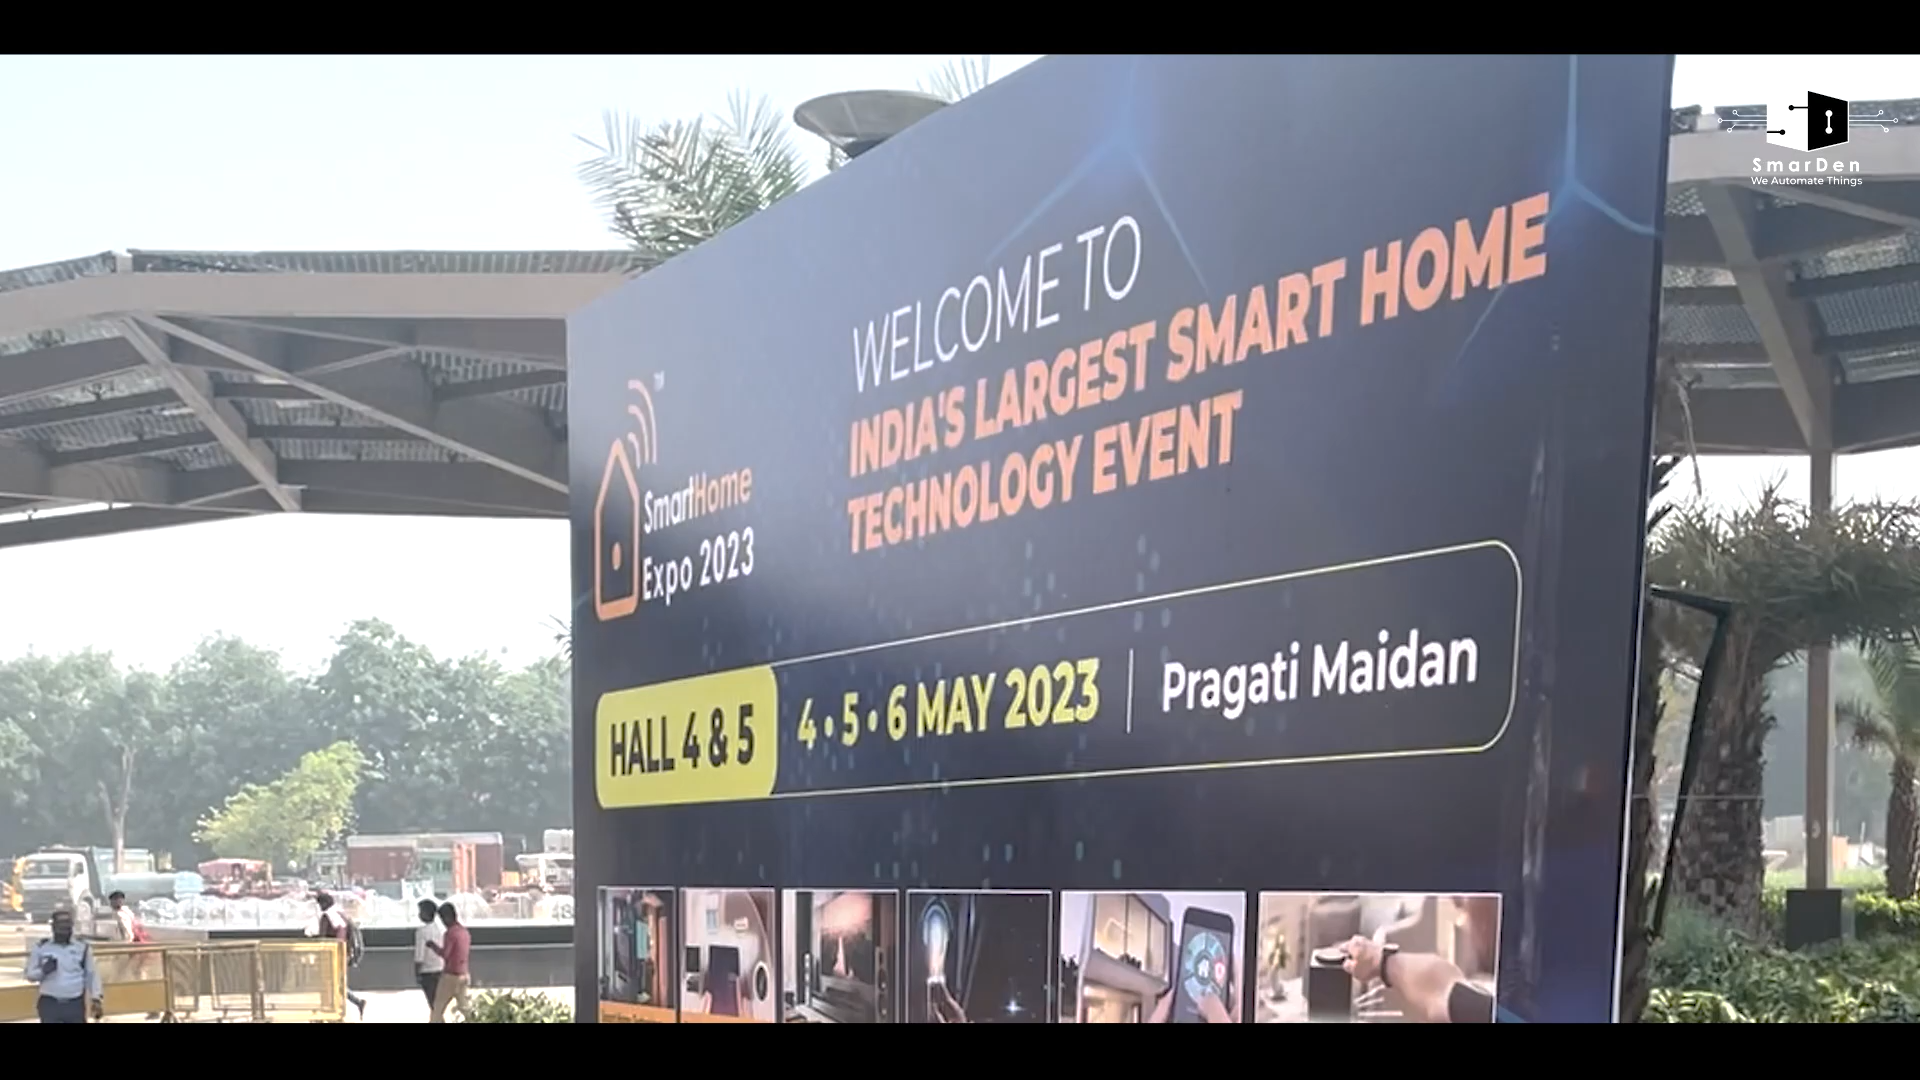 SmarDen
We Automate Things
WELCOME TO
INDIA'S LARGEST SMART HOME
TECHNOLOGY EVENT
TM
SmartHome
Expo 2023
HALL 4 & 5
4 • 5 • 6 MAY 2023
Pragati Maidan